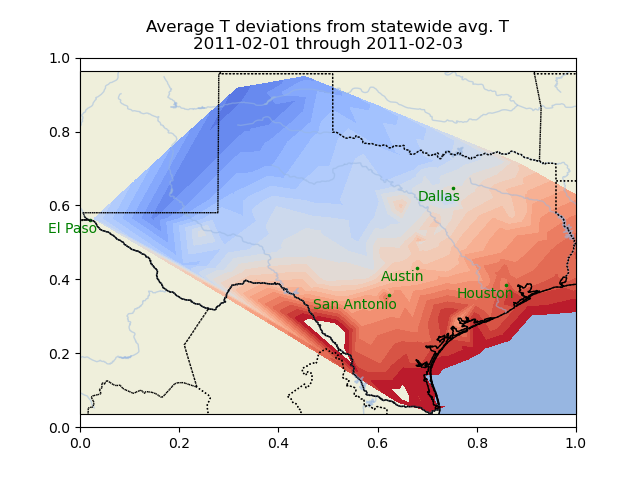 Average T deviations from statewide avg. T
2011-02-01 through 2011-02-03
1.0
0.8
0.6
0.4
0.2
0.0
Dallas
El Paso
Austin
Houston
San Antonio
0.0 0.2 0.4 0.6 0.8 1.0